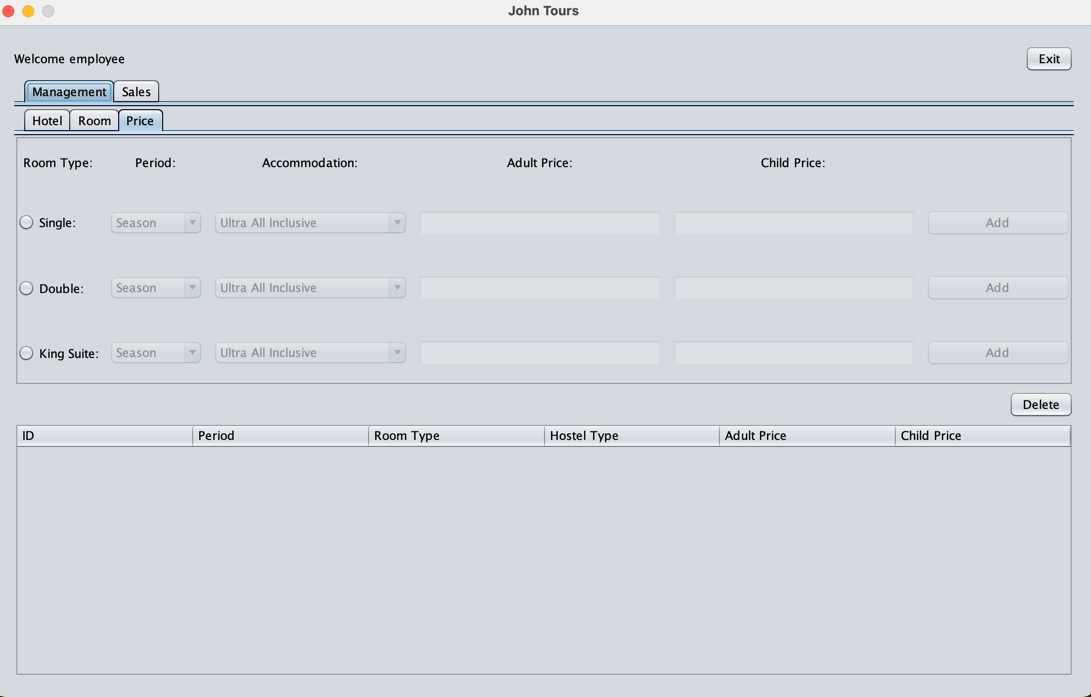 John Tours
Welcome employee
Exit
Management Sales
Hotel Room Price
Room Type: Period: Accommodation: Adult Price: Child Price:
Single: Season Ultra All Inclusive Add
Double: Season Ultra All Inclusive Add
King Suite: Season Ultra All Inclusive Add
Delete
ID Period Room Type Hostel Type Adult Price Child Price